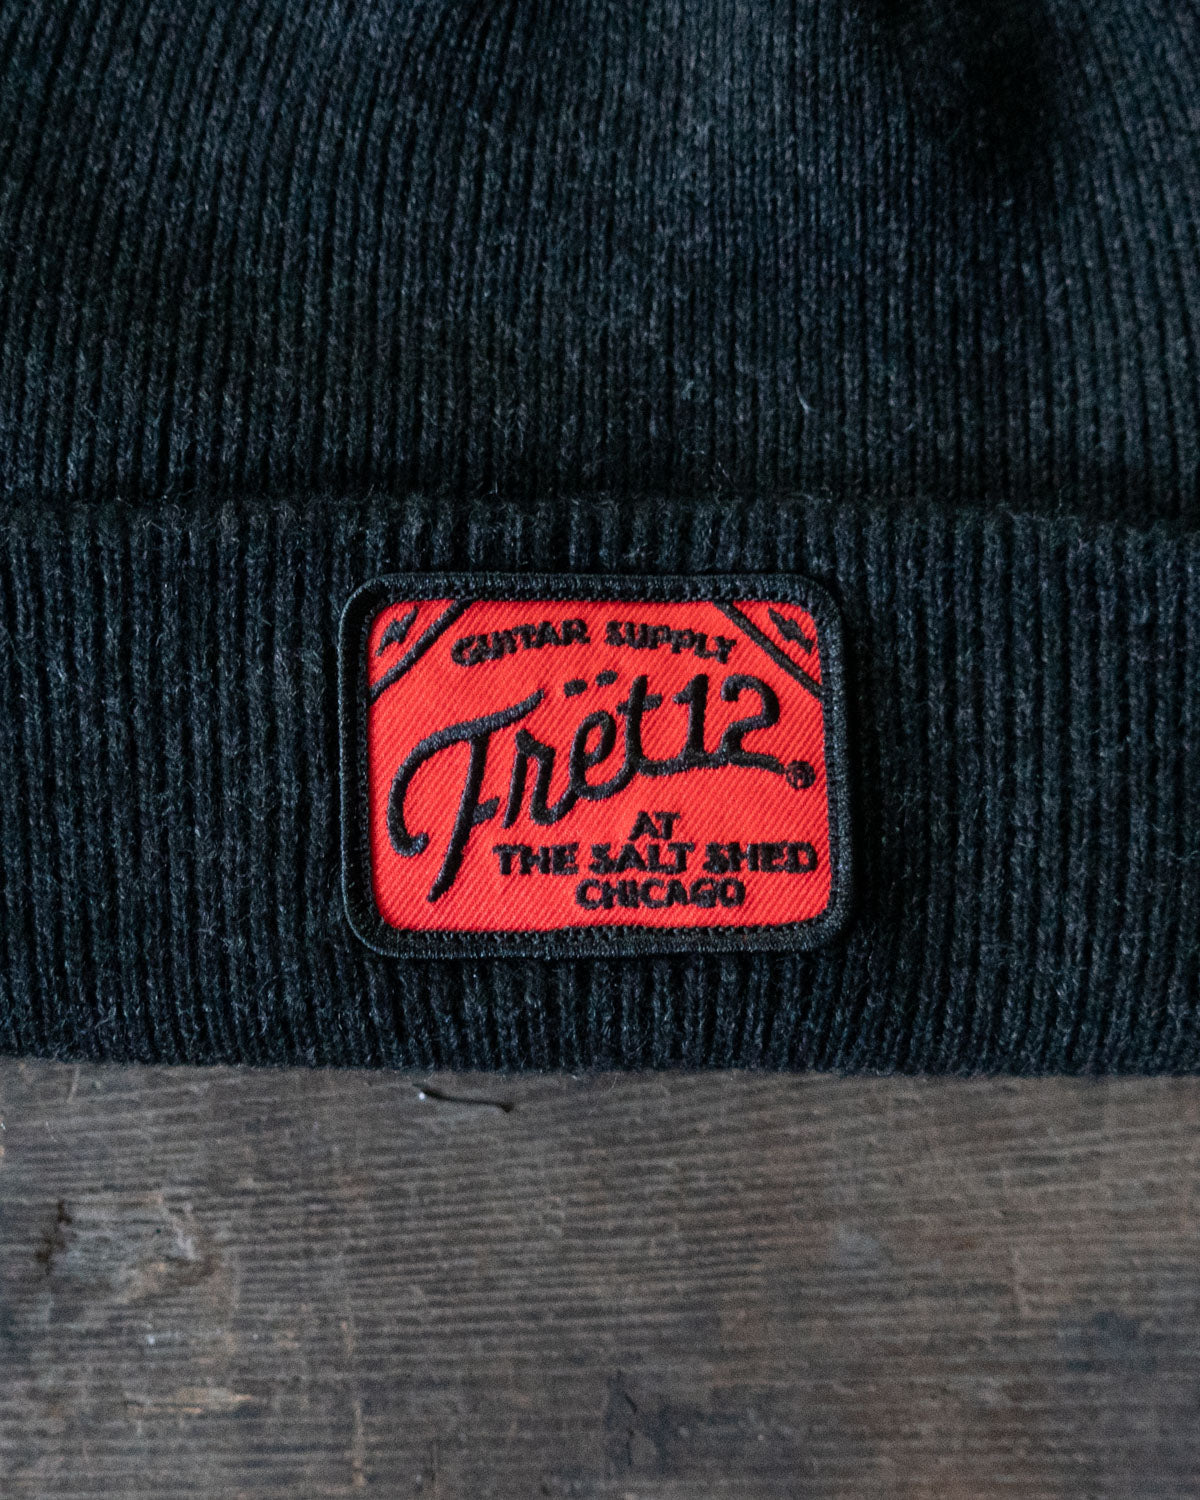 GUITAR SUPPLY
Frët12®
AT
THE SALT SHED
CHICAGO